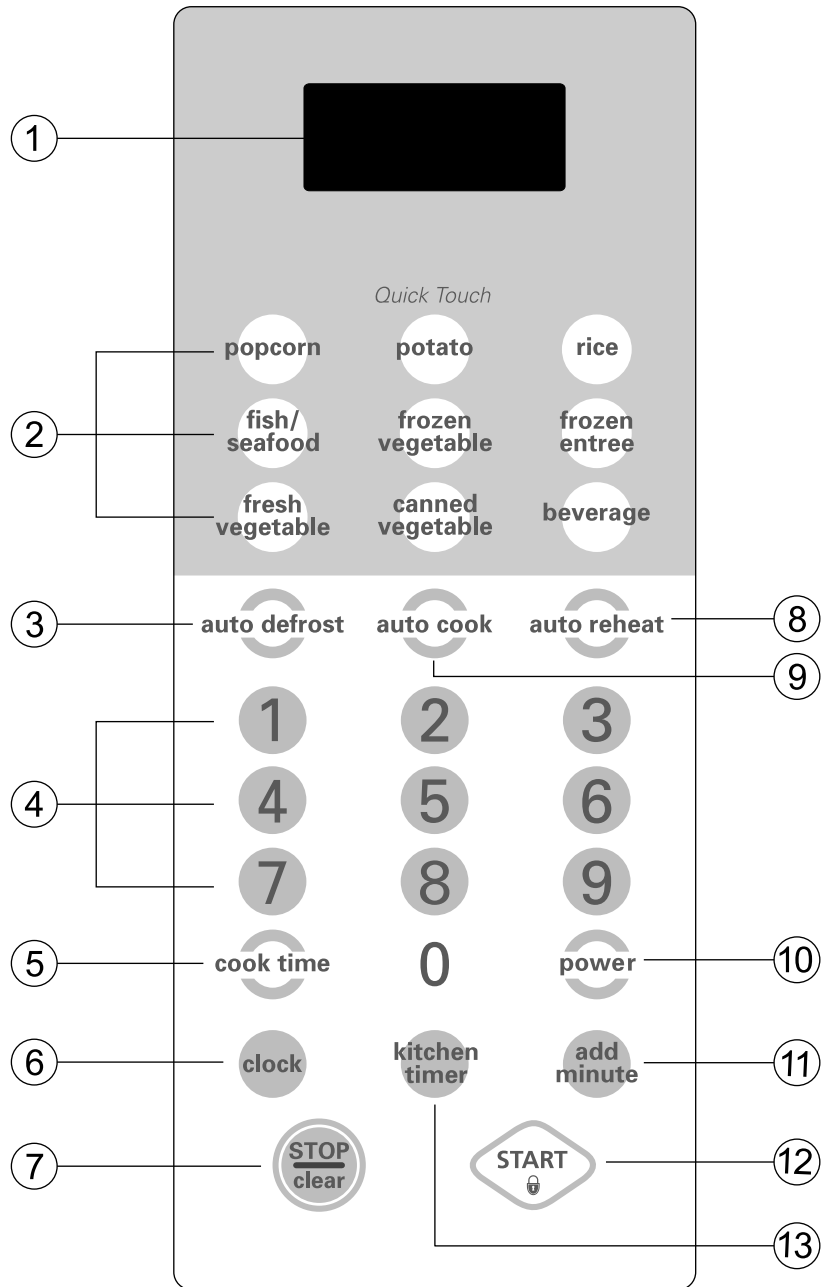 1
Quick Touch
popcorn
potato
rice
2
fish/
seafood
frozen
vegetable
frozen
entree
fresh
vegetable
canned
vegetable
beverage
3
auto defrost
auto cook
auto reheat
8
9
1
2
3
4
4
5
6
7
8
9
5
cook time
0
power
10
6
clock
kitchen
timer
add
minute
11
7
STOP
clear
START
12
13